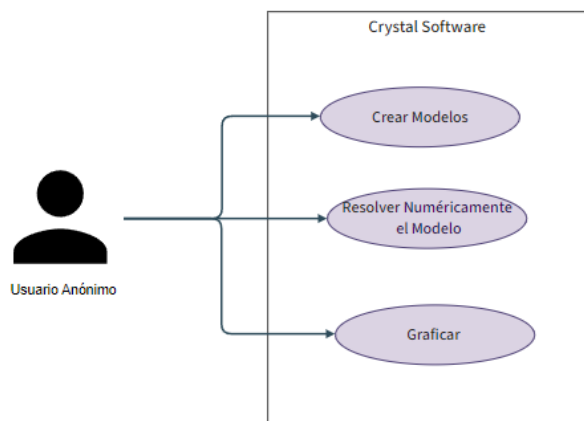 Crystal Software
Crear Modelos
Resolver Numéricamente
el Modelo
Usuario Anónimo
Graficar